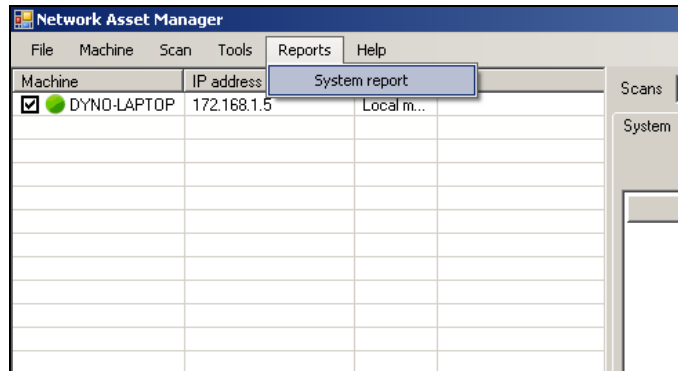 Network Asset Manager
File Machine Scan Tools Reports Help
Machine IP address System report
Scans
DYNO-LAPTOP 172.168.1.5 Local m...
System